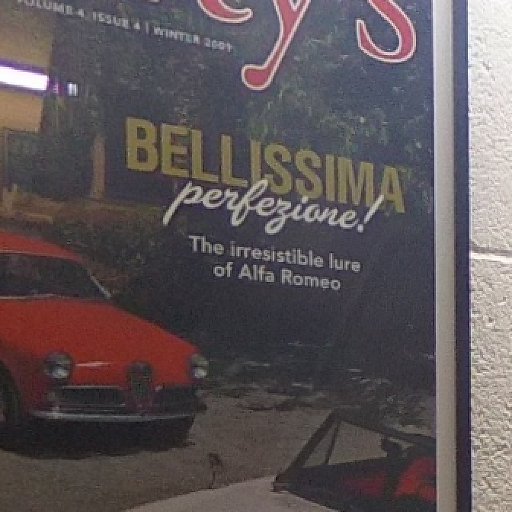 VOLUME 4, ISSUE 4 | WINTER 2009
BELLISSIMA
perfezione!
The irresistible lure
of Alfa Romeo